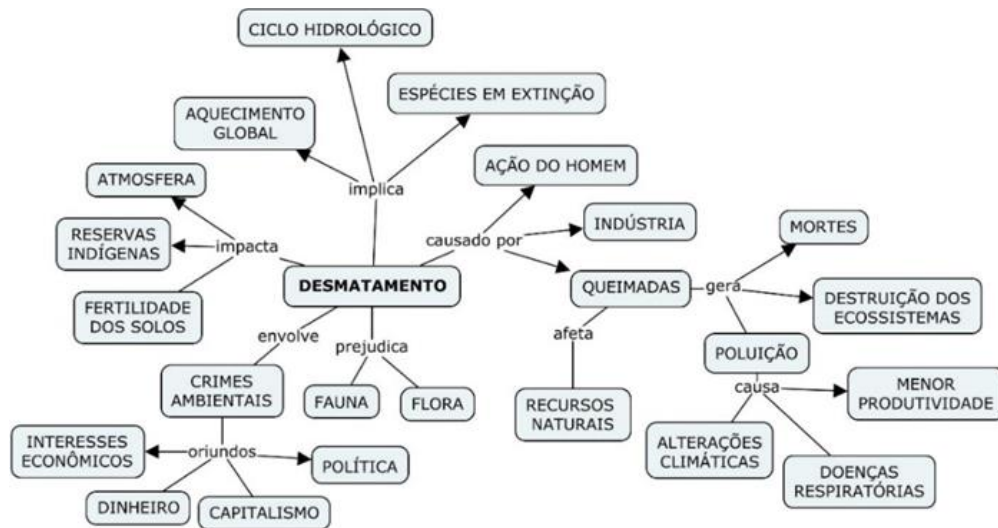 CICLO HIDROLÓGICO
ESPÉCIES EM EXTINÇÃO
AQUECIMENTO
GLOBAL
implica
AÇÃO DO HOMEM
ATMOSFERA
RESERVAS
INDÍGENAS
impacta
causado por
INDÚSTRIA
MORTES
DESMATAMENTO
QUEIMADAS
gera
FERTILIDADE
DOS SOLOS
DESTRUIÇÃO DOS
ECOSSISTEMAS
envolve
prejudica
afeta
POLUIÇÃO
CRIMES
AMBIENTAIS
FAUNA
FLORA
causa
MENOR
PRODUTIVIDADE
RECURSOS
NATURAIS
INTERESSES
ECONÔMICOS
oriundos
POLÍTICA
ALTERAÇÕES
CLIMÁTICAS
DOENÇAS
RESPIRATÓRIAS
DINHEIRO
CAPITALISMO